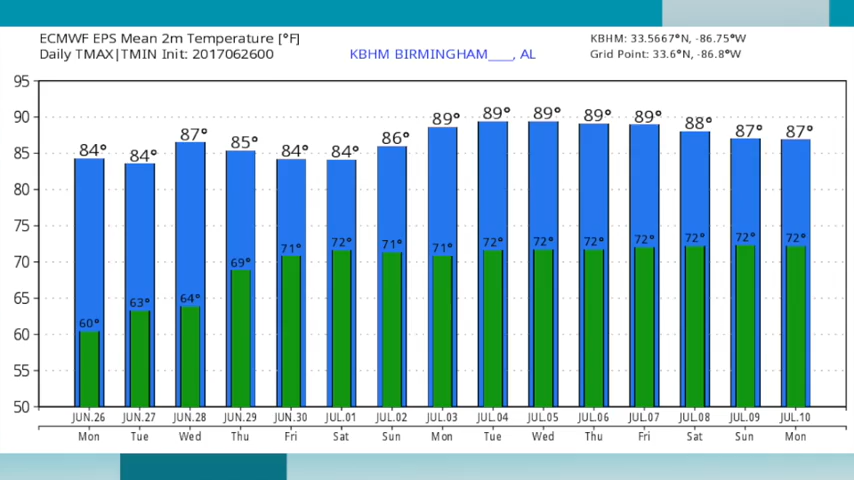 ECMWF EPS Mean 2m Temperature [°F]
Daily TMAX|TMIN Init: 2017062600
KBHM BIRMINGHAM____, AL
KBHM: 33.5667°N, -86.75°W
Grid Point: 33.6°N, -86.8°W
95
90
85
80
75
70
65
60
55
50
84° 84° 87° 85° 84° 84° 86° 89° 89° 89° 89° 89° 88° 87° 87°
60° 63° 64° 69° 71° 72° 71° 71° 72° 72° 72° 72° 72° 72° 72°
JUN.26 JUN.27 JUN.28 JUN.29 JUN.30 JUL.01 JUL.02 JUL.03 JUL.04 JUL.05 JUL.06 JUL.07 JUL.08 JUL.09 JUL.10
Mon Tue Wed Thu Fri Sat Sun Mon Tue Wed Thu Fri Sat Sun Mon